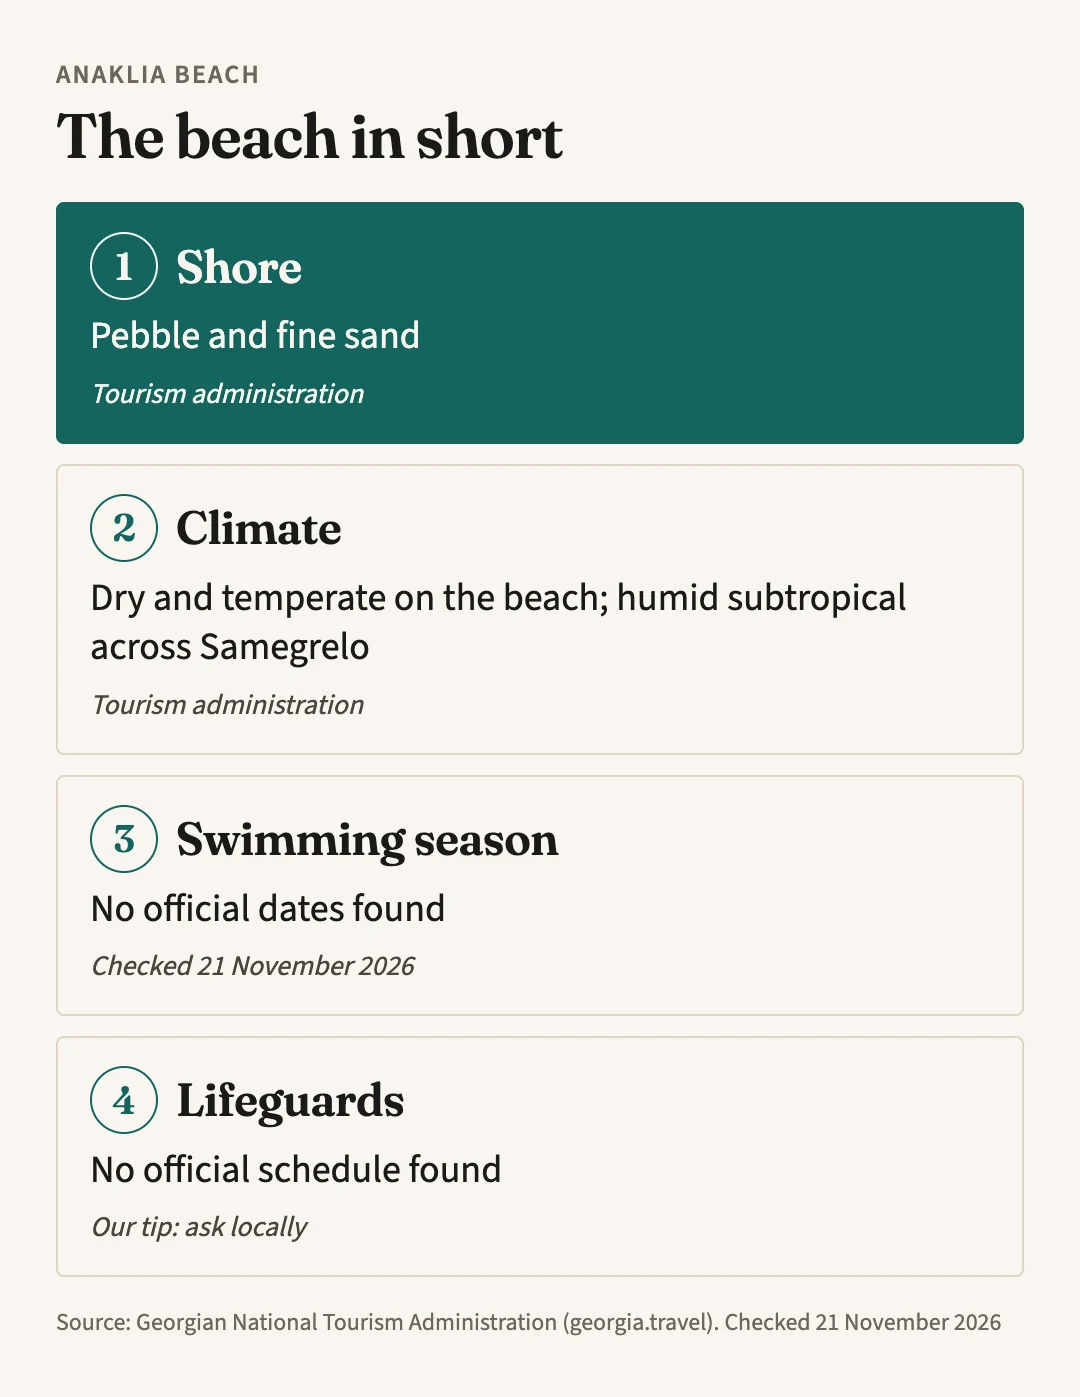 ANAKLIA BEACH
The beach in short
1 Shore
Pebble and fine sand
Tourism administration
2 Climate
Dry and temperate on the beach; humid subtropical
across Samegrelo
Tourism administration
3 Swimming season
No official dates found
Checked 21 November 2026
4 Lifeguards
No official schedule found
Our tip: ask locally
Source: Georgian National Tourism Administration (georgia.travel). Checked 21 November 2026